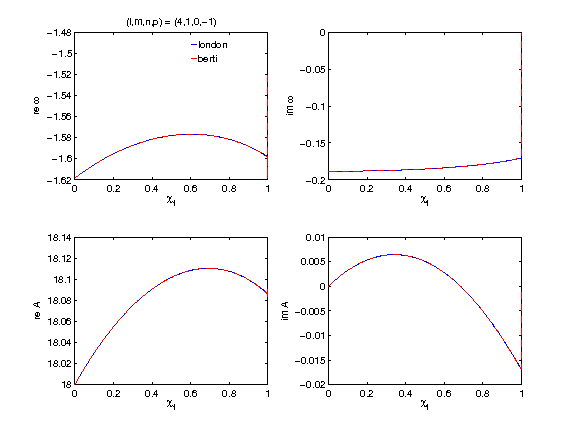 (l,m,n,p) = (4,1,0,−1)
−1.48
−1.5
−1.52
−1.54
−1.56
−1.58
−1.6
−1.62
re ω
0 0.2 0.4 0.6 0.8 1
χf
london
berti
0
−0.05
−0.1
−0.15
−0.2
im ω
0 0.2 0.4 0.6 0.8 1
χf
18.14
18.12
18.1
18.08
18.06
18.04
18.02
18
re A
0 0.2 0.4 0.6 0.8 1
χf
0.01
0.005
0
−0.005
−0.01
−0.015
−0.02
im A
0 0.2 0.4 0.6 0.8 1
χf